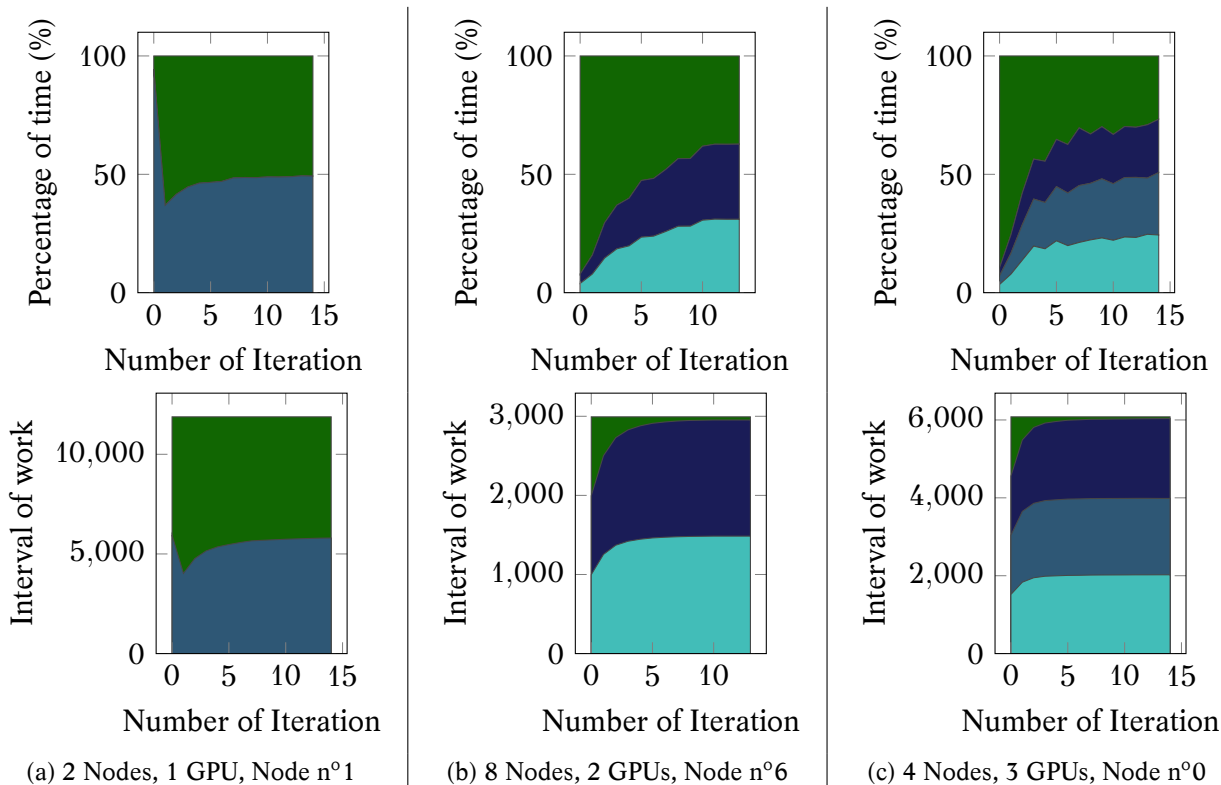 Percentage of time (%)
100
50
0
0 5 10 15
Number of Iteration
Interval of work
10,000
5,000
0
0 5 10 15
Number of Iteration
(a) 2 Nodes, 1 GPU, Node n°1
Percentage of time (%)
100
50
0
0 5 10
Number of Iteration
Interval of work
3,000
2,000
1,000
0
0 5 10
Number of Iteration
(b) 8 Nodes, 2 GPUs, Node n°6
Percentage of time (%)
100
50
0
0 5 10 15
Number of Iteration
Interval of work
6,000
4,000
2,000
0
0 5 10 15
Number of Iteration
(c) 4 Nodes, 3 GPUs, Node n°0